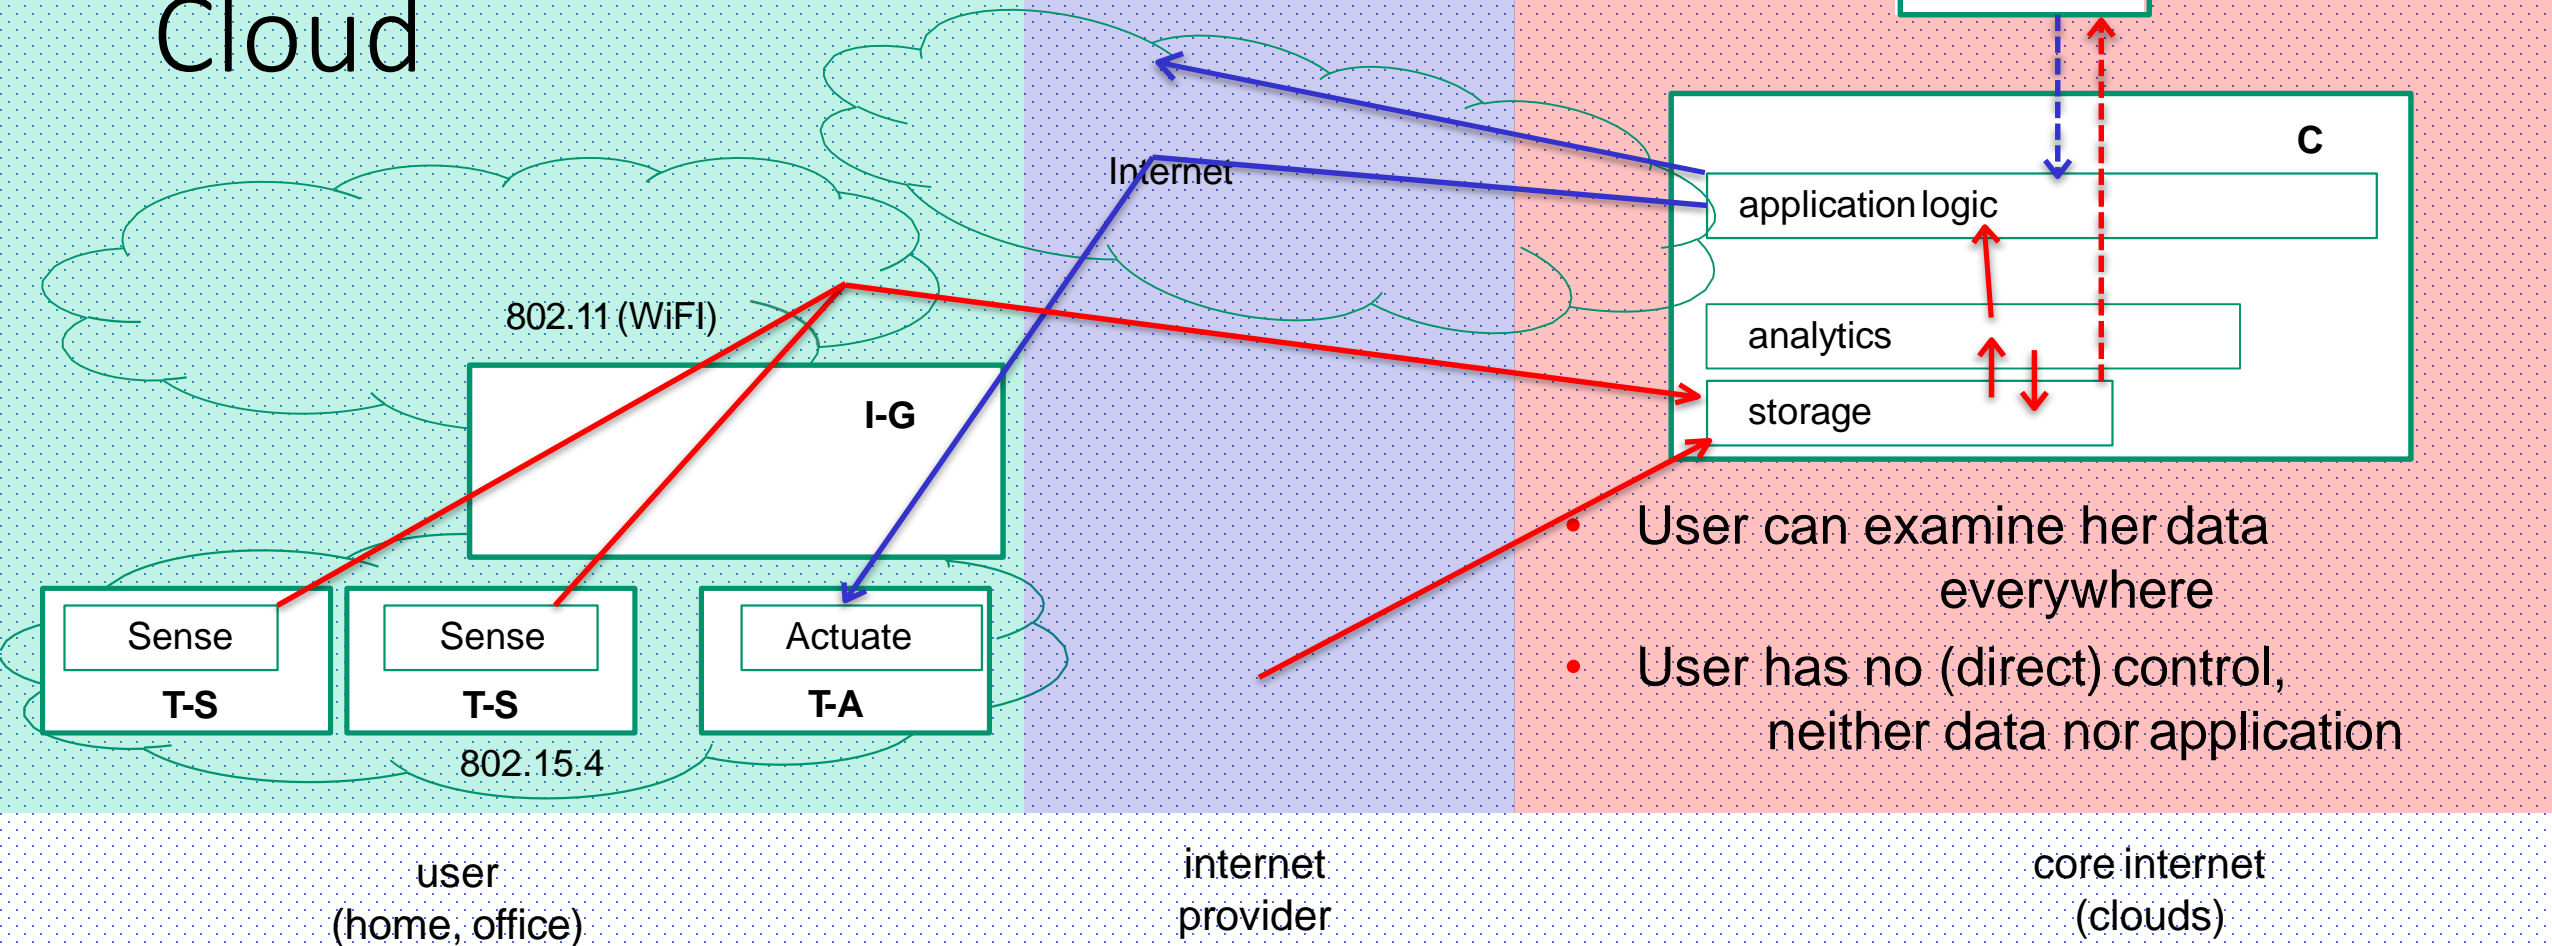 Cloud
C
Internet
application logic
802.11 (WiFI)
analytics
I-G
storage
• User can examine her data
everywhere
Sense
Sense
Actuate
• User has no (direct) control,
T-S
T-S
T-A
neither data nor application
802.15.4
user
(home, office)
internet
provider
core internet
(clouds)